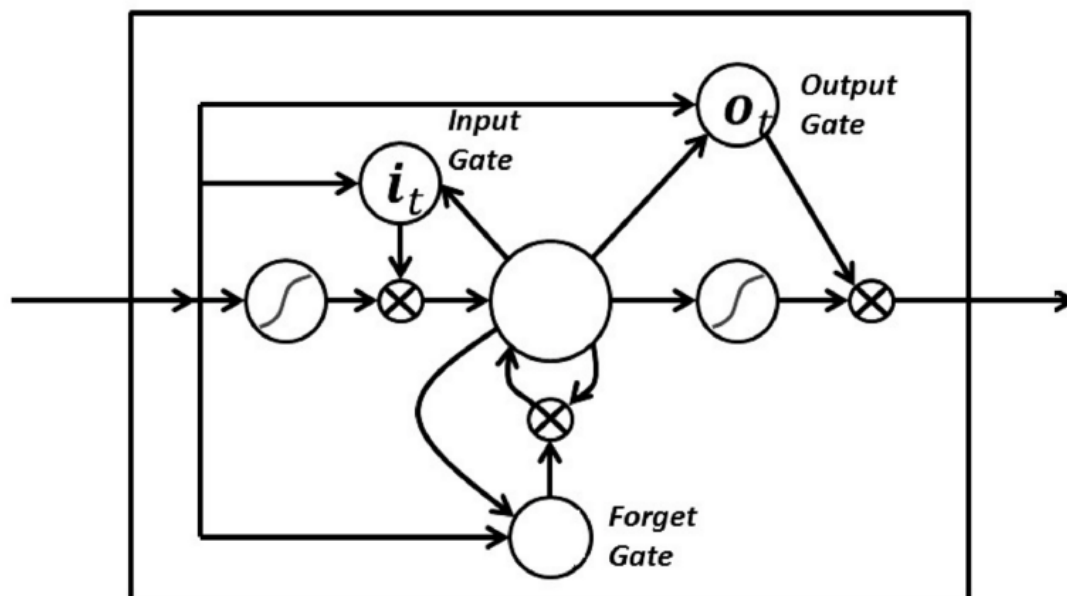 Output
Gate
o_t
Input
Gate
i_t
Forget
Gate